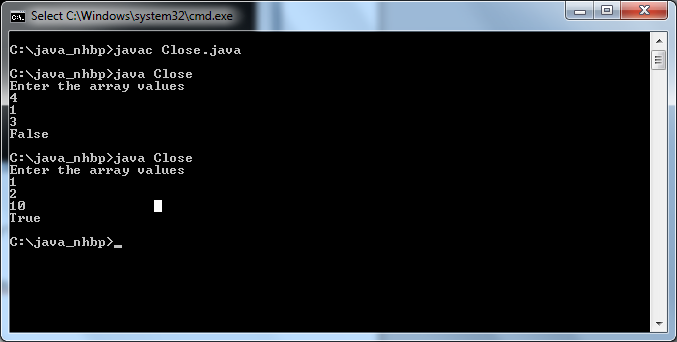 Select C:\Windows\system32\cmd.exe
C:\java_nhbp>javac Close.java
C:\java_nhbp>java Close
Enter the array values
4
1
3
False
C:\java_nhbp>java Close
Enter the array values
1
2
10
True
C:\java_nhbp>_